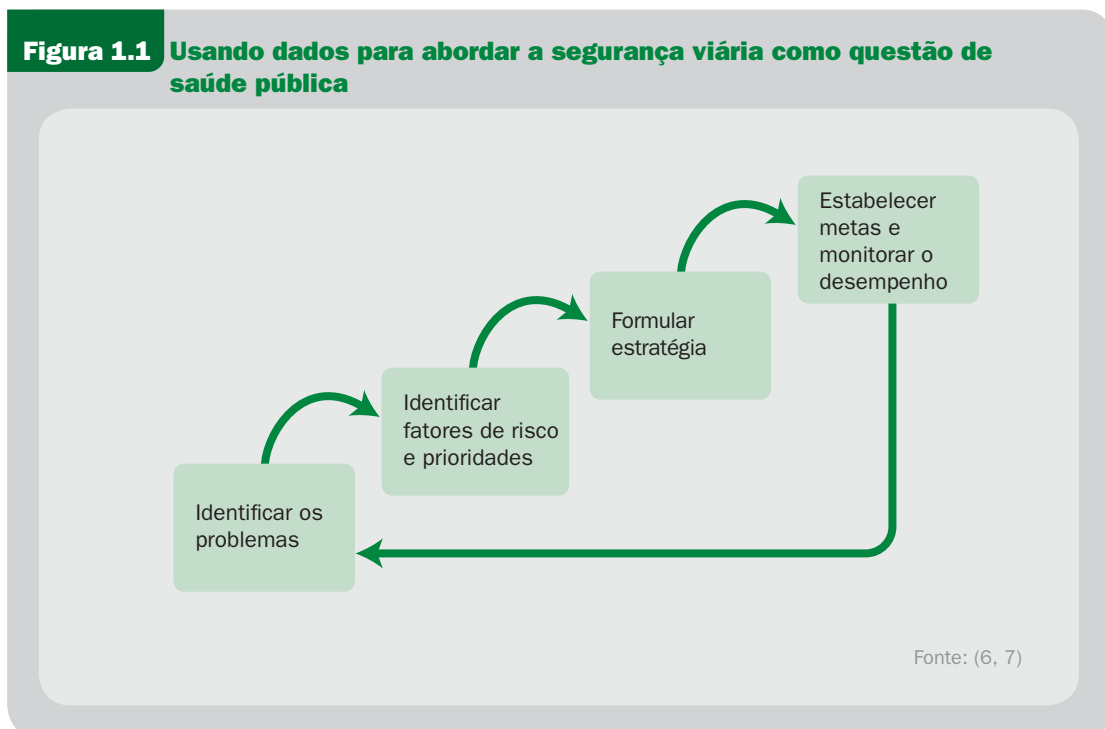 Figura 1.1 Usando dados para abordar a segurança viária como questão de
saúde pública
Estabelecer
metas e
monitorar o
desempenho
Formular
estratégia
Identificar
fatores de risco
e prioridades
Identificar os
problemas
Fonte: (6, 7)